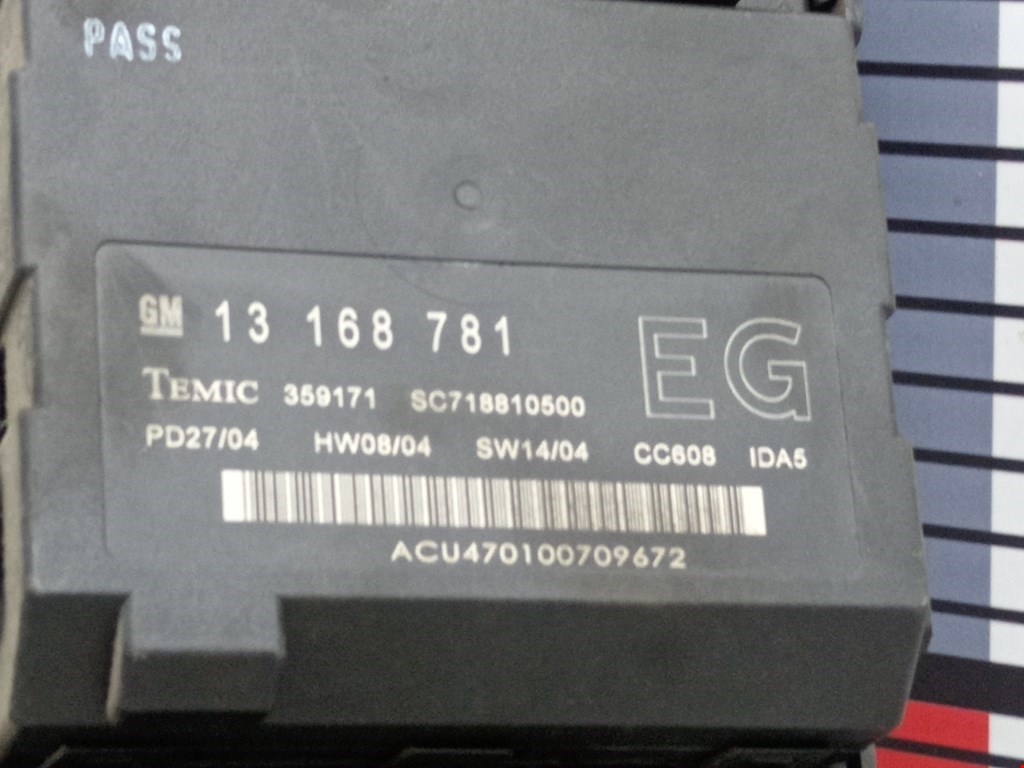 PASS
GM 13 168 781 EG
TEMIC 359171 SC718810500
PD27/04 HW08/04 SW14/04 CC608 IDA5
ACU470100709672